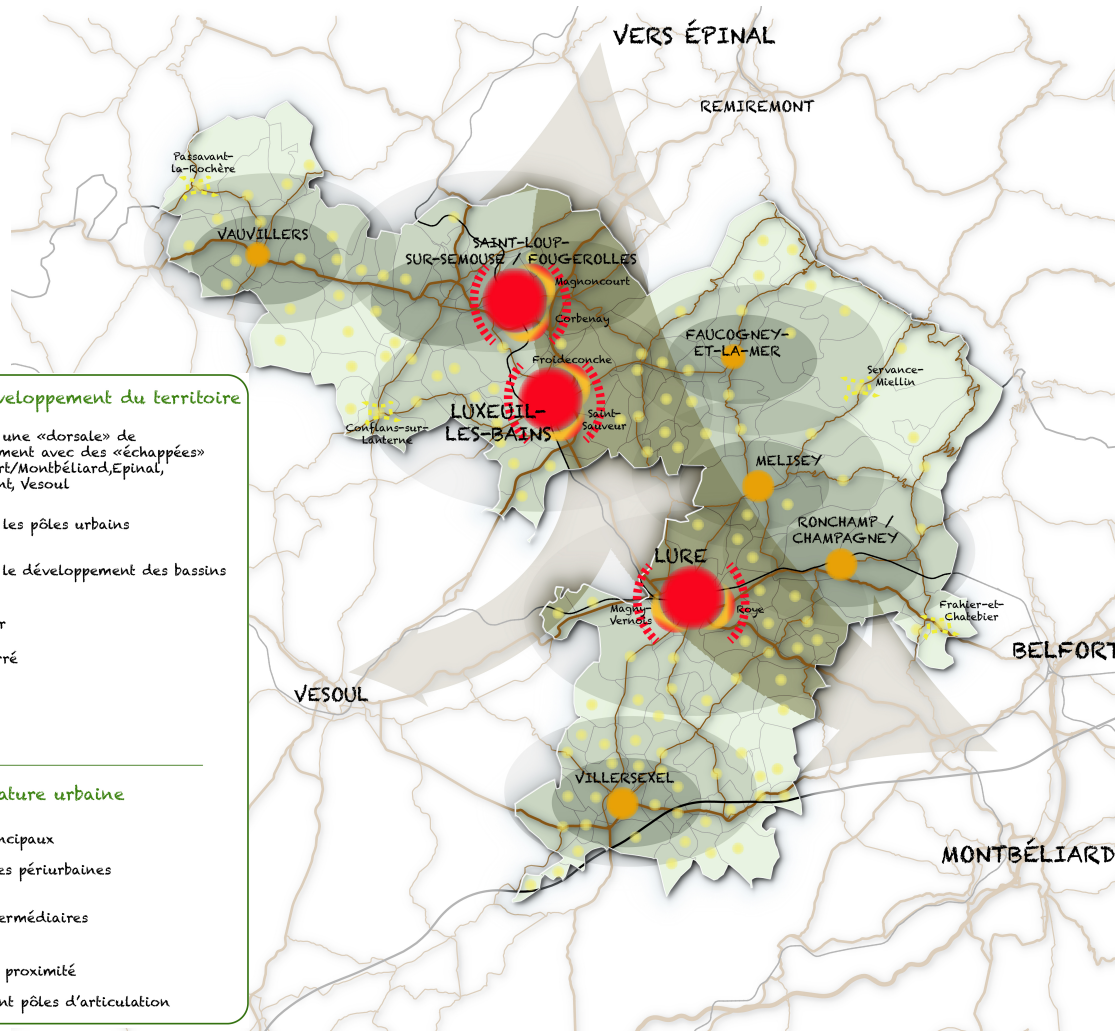 VERS ÉPINAL
REMIREMONT
Passavant-
la-Rochère
VAUVILLERS
SAINT-LOUP-
SUR-SEMOUSE / FOUGEROLLES
Magnoncourt
Corbenay
FAUCOGNEY-
ET-LA-MER
Froideconche
Servance-
Miellin
LUXEUIL-
LES-BAINS
Saint-
Sauveur
Conflans-sur-
Lanterne
MELISEY
RONCHAMP /
CHAMPAGNEY
LURE
Magny-
Vernois
Roye
Frahier-et-
Chatebier
BELFORT
VESOUL
VILLERSEXEL
MONTBÉLIARD
veloppement du territoire
une «dorsale» de
ment avec des «échappées»
rt/Montbéliard,Epinal,
nt, Vesoul
les pôles urbains
le développement des bassins
r
rré
ature urbaine
ncipaux
es périurbaines
ermédiaires
proximité
nt pôles d'articulation